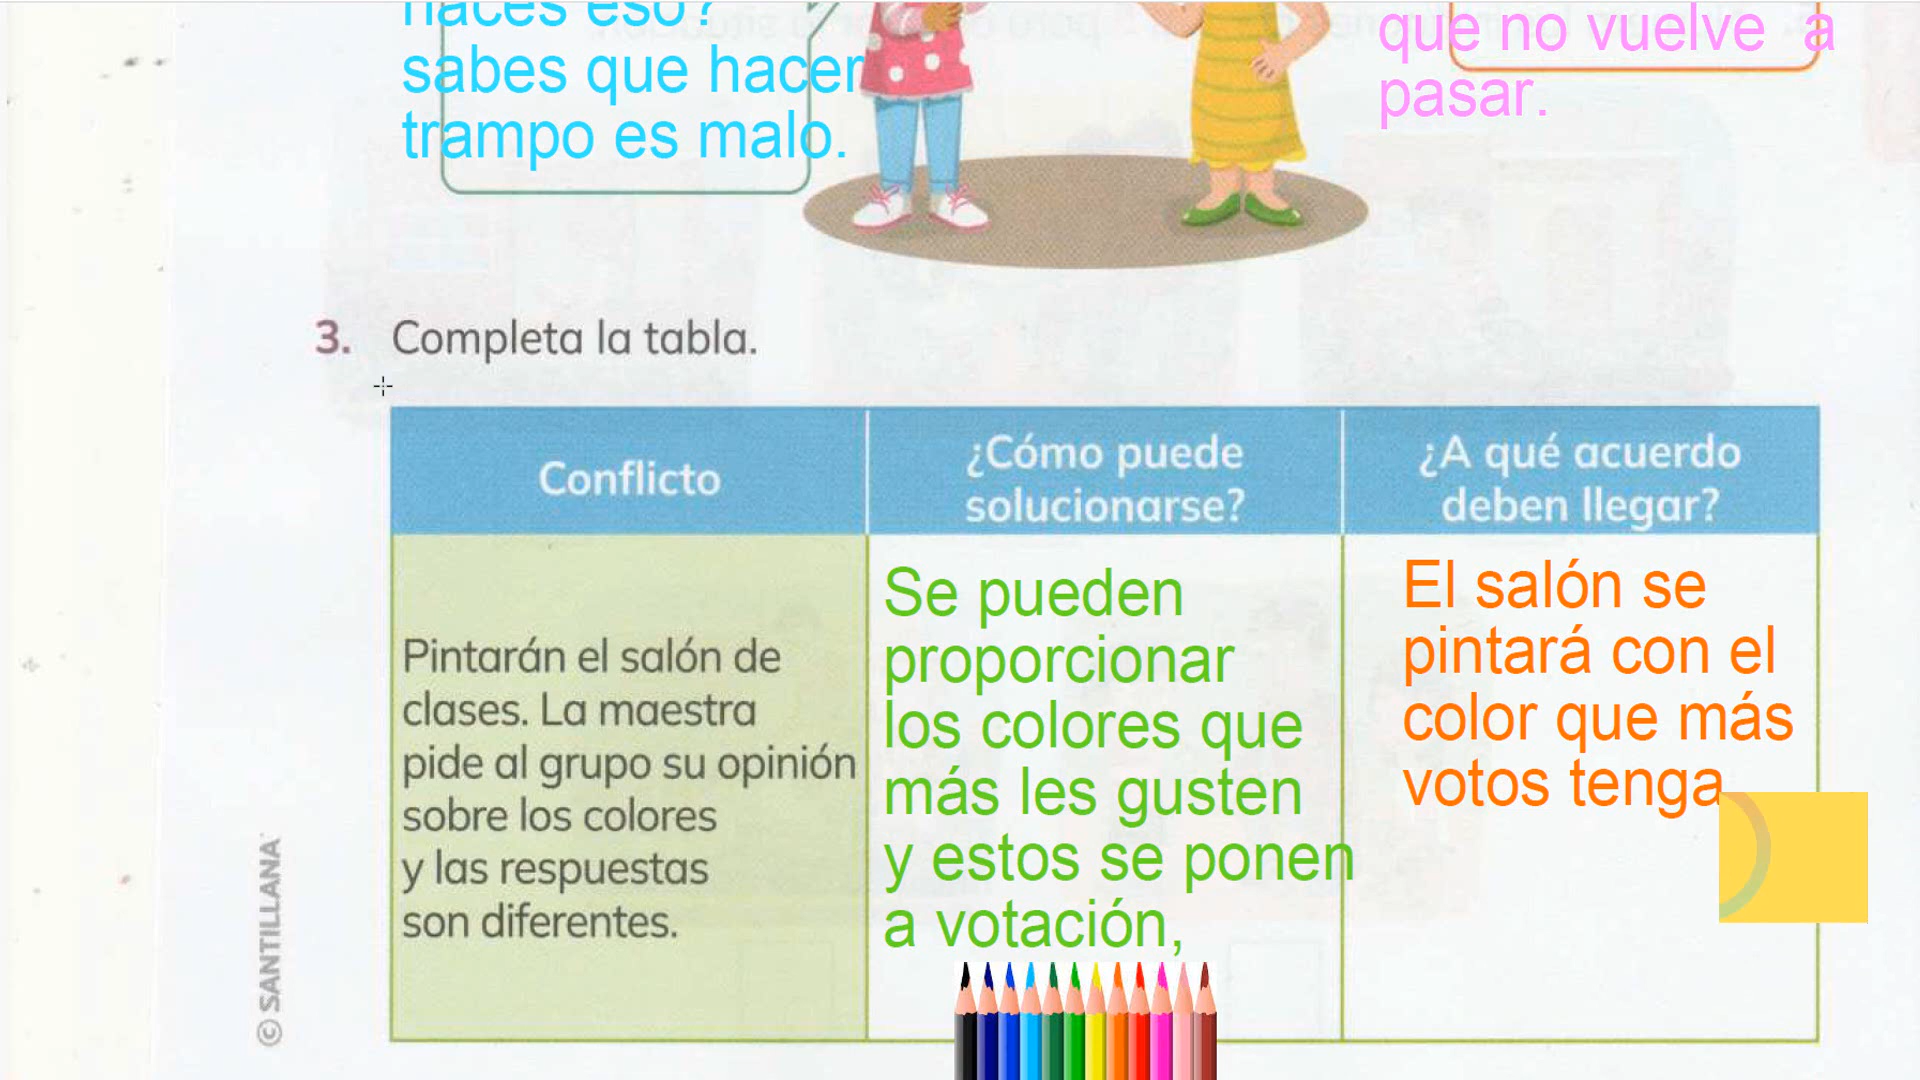 haces eso?
sabes que hacer
trampo es malo.
que no vuelve a
pasar.
3. Completa la tabla.
Conflicto
¿Cómo puede
solucionarse?
¿A qué acuerdo
deben llegar?
Pintarán el salón de
clases. La maestra
pide al grupo su opinión
sobre los colores
y las respuestas
son diferentes.
Se pueden
proporcionar
los colores que
más les gusten
y estos se ponen
a votación,
El salón se
pintará con el
color que más
votos tenga
© SANTILLANA